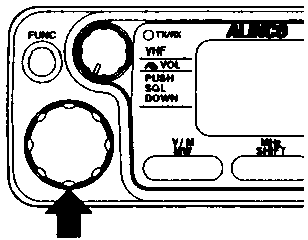 FUNC
TX/RX
ALINCO
VHF
VOL
PUSH
SQL
DOWN
V/M
MW
MHz
SHIFT